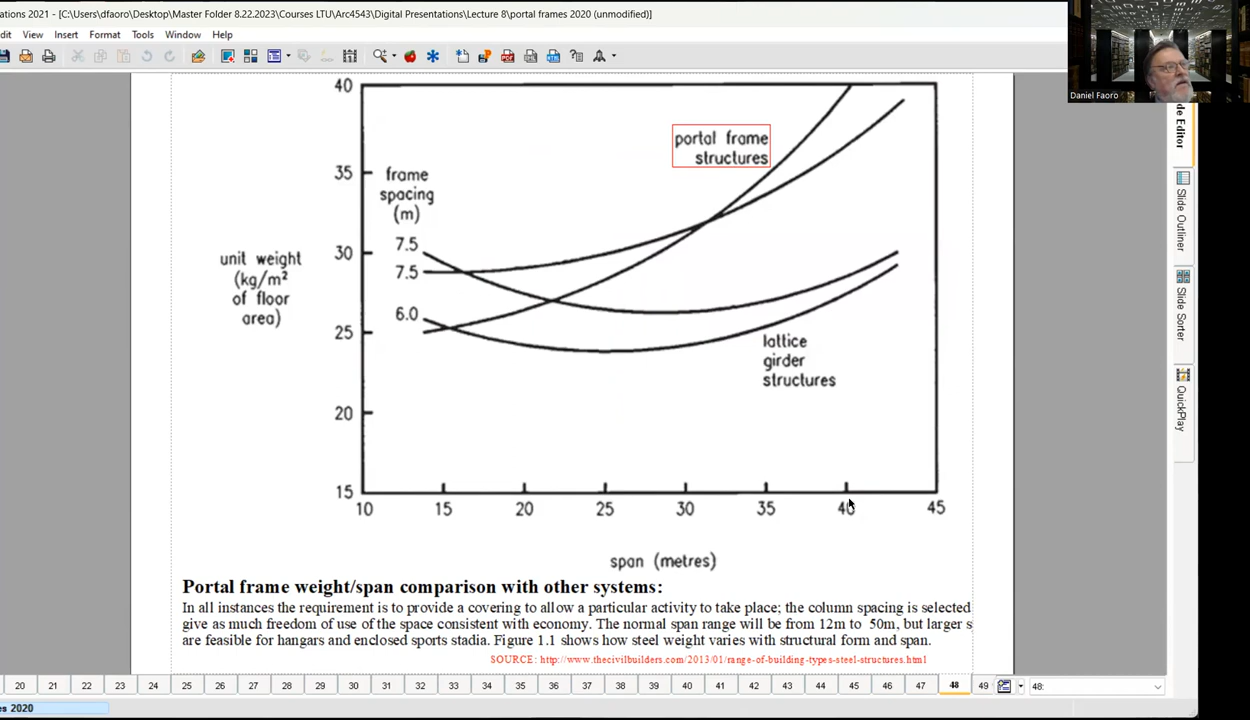 ations 2021 - [C:\Users\dfaoro\Desktop\Master Folder 8.22.2023\Courses LTU\Arc4543\Digital Presentations\Lecture 8\portal frames 2020 (unmodified)]
dit View Insert Format Tools Window Help
Daniel Faoro
40
portal frame
structures
35
frame
spacing
(m)
7.5
unit weight
(kg/m²
of floor
area)
30
7.5
6.0
25
lattice
girder
structures
20
15
10 15 20 25 30 35 40 45
span (metres)
Portal frame weight/span comparison with other systems:
In all instances the requirement is to provide a covering to allow a particular activity to take place; the column spacing is selected
give as much freedom of use of the space consistent with economy. The normal span range will be from 12m to 50m, but larger s
are feasible for hangars and enclosed sports stadia. Figure 1.1 shows how steel weight varies with structural form and span.
SOURCE: http://www.thecivilbuilders.com/2013/01/range-of-building-types-steel-structures.html
de Editor
Slide Outliner
Slide Sorter
QuickPlay
20 21 22 23 24 25 26 27 28 29 30 31 32 33 34 35 36 37 38 39 40 41 42 43 44 45 46 47 48 49 48:
es 2020